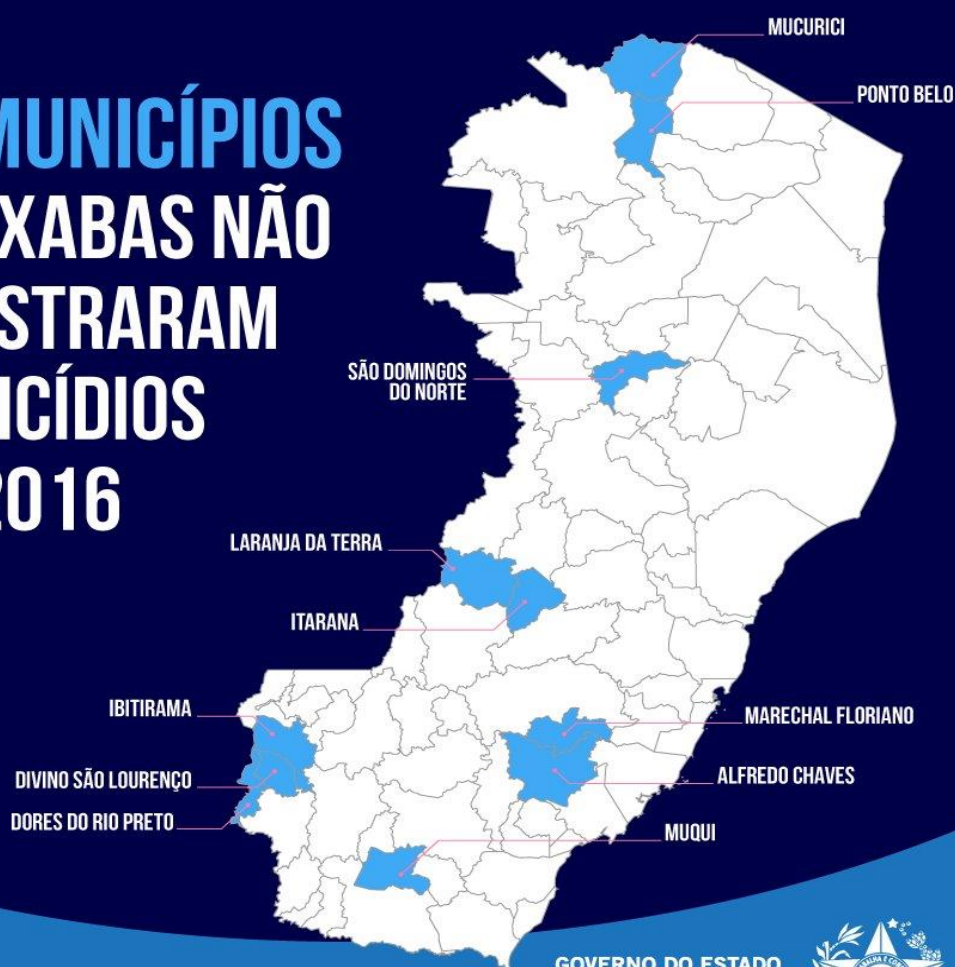 MUNICÍPIOS
XABAS NÃO
STRARAM
ICÍDIOS
2016
MUCURICI
PONTO BELO
SÃO DOMINGOS
DO NORTE
LARANJA DA TERRA
ITARANA
IBITIRAMA
DIVINO SÃO LOURENÇO
DORES DO RIO PRETO
MARECHAL FLORIANO
ALFREDO CHAVES
MUQUI
GOVERNO DO ESTADO